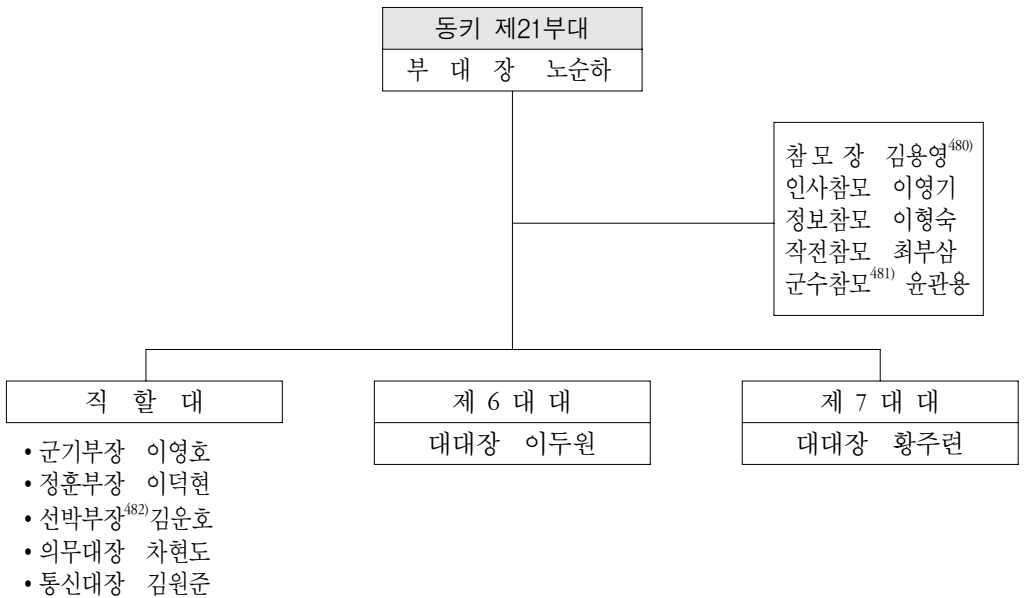 동키 제21부대
부 대 장 노순하
참 모 장 김용영480)
인사참모 이영기
정보참모 이형숙
작전참모 최부삼
군수참모481) 윤관용
직 할 대
• 군기부장 이영호
• 정훈부장 이덕현
• 선박부장482)김운호
• 의무대장 차현도
• 통신대장 김원준
제 6 대 대
대대장 이두원
제 7 대 대
대대장 황주련